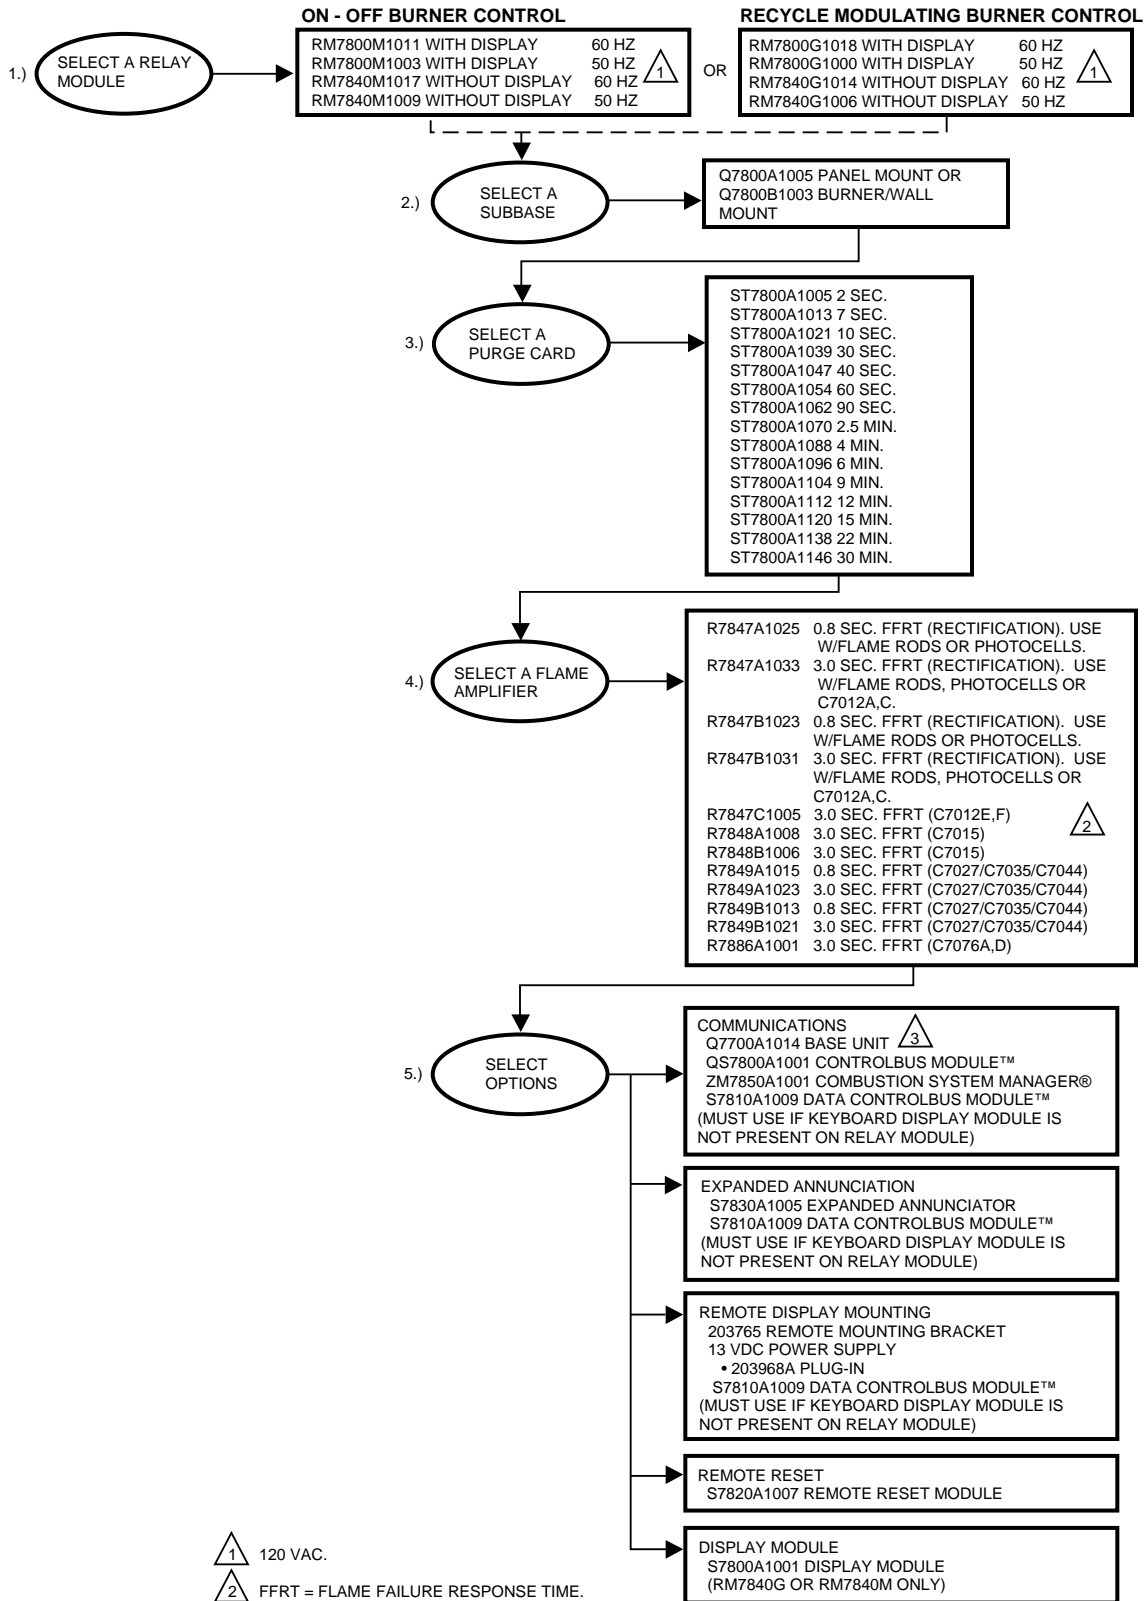 ON - OFF BURNER CONTROL
RECYCLE MODULATING BURNER CONTROL
1.)
SELECT A RELAY
MODULE
RM7800M1011 WITH DISPLAY 60 HZ
RM7800M1003 WITH DISPLAY 50 HZ
RM7840M1017 WITHOUT DISPLAY 60 HZ
RM7840M1009 WITHOUT DISPLAY 50 HZ
1
OR
RM7800G1018 WITH DISPLAY 60 HZ
RM7800G1000 WITH DISPLAY 50 HZ
RM7840G1014 WITHOUT DISPLAY 60 HZ
RM7840G1006 WITHOUT DISPLAY 50 HZ
1
2.)
SELECT A
SUBBASE
Q7800A1005 PANEL MOUNT OR
Q7800B1003 BURNER/WALL
MOUNT
3.)
SELECT A
PURGE CARD
ST7800A1005 2 SEC.
ST7800A1013 7 SEC.
ST7800A1021 10 SEC.
ST7800A1039 30 SEC.
ST7800A1047 40 SEC.
ST7800A1054 60 SEC.
ST7800A1062 90 SEC.
ST7800A1070 2.5 MIN.
ST7800A1088 4 MIN.
ST7800A1096 6 MIN.
ST7800A1104 9 MIN.
ST7800A1112 12 MIN.
ST7800A1120 15 MIN.
ST7800A1138 22 MIN.
ST7800A1146 30 MIN.
4.)
SELECT A FLAME
AMPLIFIER
R7847A1025 0.8 SEC. FFRT (RECTIFICATION). USE
W/FLAME RODS OR PHOTOCELLS.
R7847A1033 3.0 SEC. FFRT (RECTIFICATION). USE
W/FLAME RODS, PHOTOCELLS OR
C7012A,C.
R7847B1023 0.8 SEC. FFRT (RECTIFICATION). USE
W/FLAME RODS OR PHOTOCELLS.
R7847B1031 3.0 SEC. FFRT (RECTIFICATION). USE
W/FLAME RODS, PHOTOCELLS OR
C7012A,C.
R7847C1005 3.0 SEC. FFRT (C7012E,F)
R7848A1008 3.0 SEC. FFRT (C7015)
R7848B1006 3.0 SEC. FFRT (C7015)
R7849A1015 0.8 SEC. FFRT (C7027/C7035/C7044)
R7849A1023 3.0 SEC. FFRT (C7027/C7035/C7044)
R7849B1013 0.8 SEC. FFRT (C7027/C7035/C7044)
R7849B1021 3.0 SEC. FFRT (C7027/C7035/C7044)
R7886A1001 3.0 SEC. FFRT (C7076A,D)
2
5.)
SELECT
OPTIONS
COMMUNICATIONS
Q7700A1014 BASE UNIT 3
QS7800A1001 CONTROLBUS MODULE™
ZM7850A1001 COMBUSTION SYSTEM MANAGER®
S7810A1009 DATA CONTROLBUS MODULE™
(MUST USE IF KEYBOARD DISPLAY MODULE IS
NOT PRESENT ON RELAY MODULE)
EXPANDED ANNUNCIATION
S7830A1005 EXPANDED ANNUNCIATOR
S7810A1009 DATA CONTROLBUS MODULE™
(MUST USE IF KEYBOARD DISPLAY MODULE IS
NOT PRESENT ON RELAY MODULE)
REMOTE DISPLAY MOUNTING
203765 REMOTE MOUNTING BRACKET
13 VDC POWER SUPPLY
• 203968A PLUG-IN
S7810A1009 DATA CONTROLBUS MODULE™
(MUST USE IF KEYBOARD DISPLAY MODULE IS
NOT PRESENT ON RELAY MODULE)
REMOTE RESET
S7820A1007 REMOTE RESET MODULE
DISPLAY MODULE
S7800A1001 DISPLAY MODULE
(RM7840G OR RM7840M ONLY)
1 120 VAC.
2 FFRT = FLAME FAILURE RESPONSE TIME.